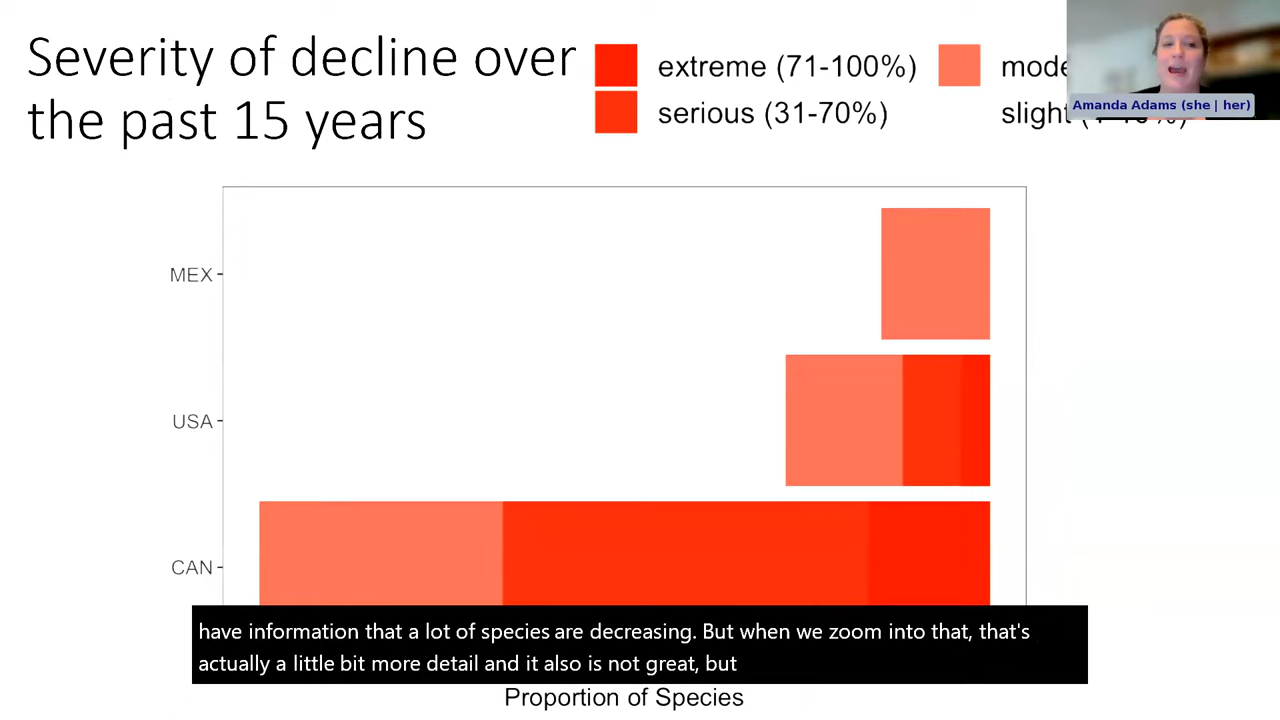 Severity of decline over
the past 15 years
extreme (71-100%)
serious (31-70%)
slight
Amanda Adams (she | her)
MEX
USA
CAN
have information that a lot of species are decreasing. But when we zoom into that, that's
actually a little bit more detail and it also is not great, but
Proportion of Species